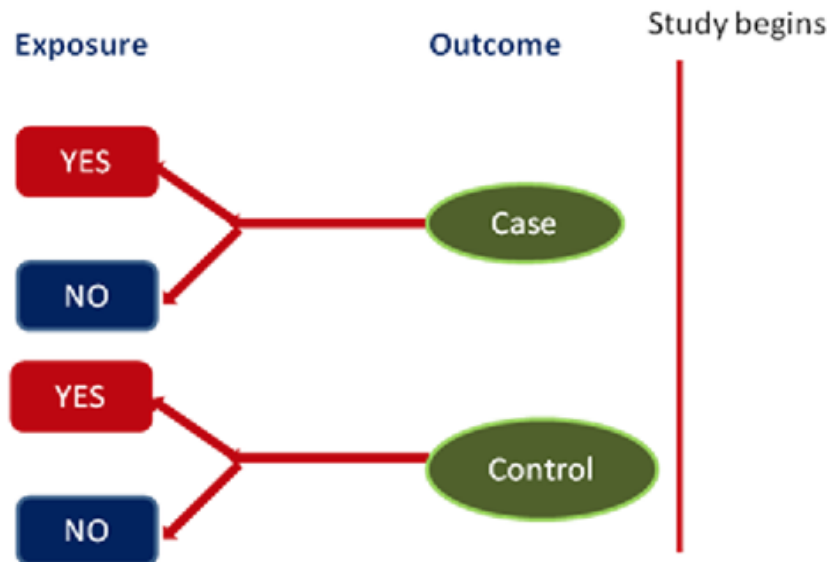 Study begins
Exposure
Outcome
YES
Case
NO
YES
Control
NO